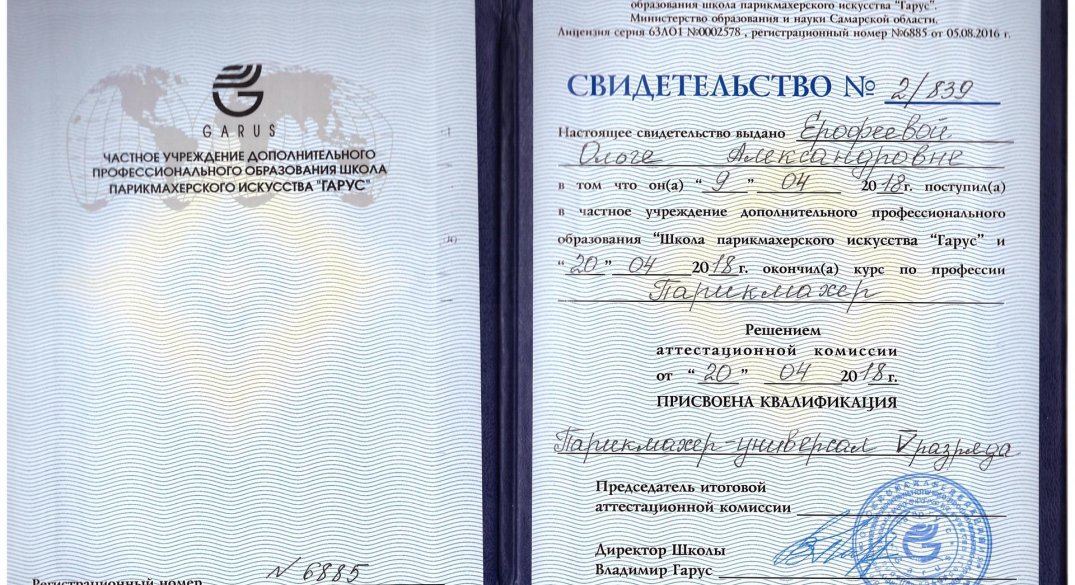 GARUS
ЧАСТНОЕ УЧРЕЖДЕНИЕ ДОПОЛНИТЕЛЬНОГО
ПРОФЕССИОНАЛЬНОГО ОБРАЗОВАНИЯ ШКОЛА
ПАРИКМАХЕРСКОГО ИСКУССТВА "ГАРУС"
Регистрационный номер № 6885
образования школа парикмахерского искусства "Гарус".
Министерство образования и науки Самарской области.
Лицензия серия 63ЛО1 №0002578 , регистрационный номер №6885 от 05.08.2016 г.
СВИДЕТЕЛЬСТВО № 2/839
Настоящее свидетельство выдано Ерофеевой
Ольге Александровне
в том что он(а) “ 9 ” 04 2018г. поступил(а)
в частное учреждение дополнительного профессионального
образования “Школа парикмахерского искусства “Гарус” и
“ 20 ” 04 2018 г. окончил(а) курс по профессии
Парикмахер
Решением
аттестационной комиссии
от “ 20 ” 04 2018 г.
ПРИСВОЕНА КВАЛИФИКАЦИЯ
Парикмахер-универсал V разряда
Председатель итоговой
аттестационной комиссии
Директор Школы
Владимир Гарус